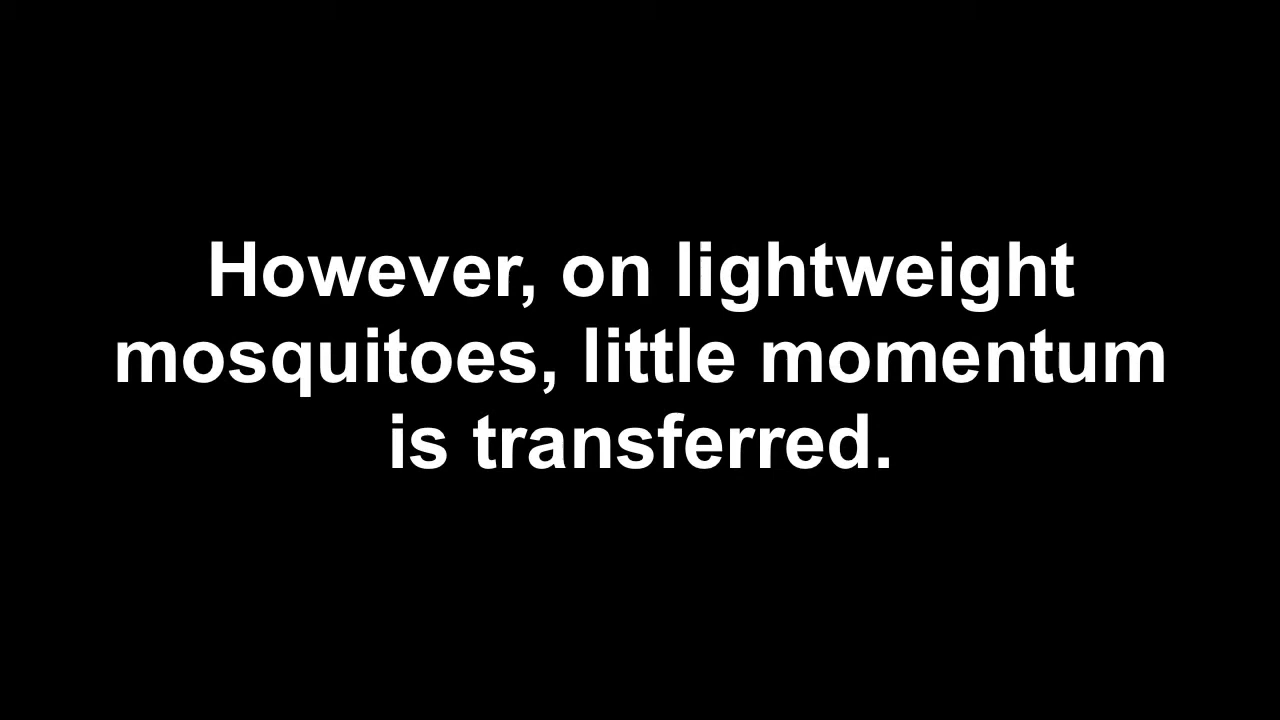 However, on lightweight
mosquitoes, little momentum
is transferred.